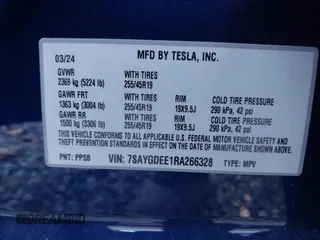 MFD BY TESLA, INC.
03/24
GVWR WITH TIRES
2369 kg (5224 lb) 255/45R19
GAWR FRT WITH TIRES RIM COLD TIRE PRESSURE
1363 kg (3004 lb) 255/45R19 19X9.5J 290 kPa, 42 psi
GAWR RR WITH TIRES RIM COLD TIRE PRESSURE
1500 kg (3306 lb) 255/45R19 19X9.5J 290 kPa, 42 psi
THIS VEHICLE CONFORMS TO ALL APPLICABLE
U.S. FEDERAL MOTOR VEHICLE SAFETY AND
THEFT PREVENTION STANDARDS IN EFFECT ON
THE DATE OF MANUFACTURE SHOWN ABOVE.
PNT: PPSB VIN: 7SAYGDEE1RA266328 TYPE: MPV
DREAMBID